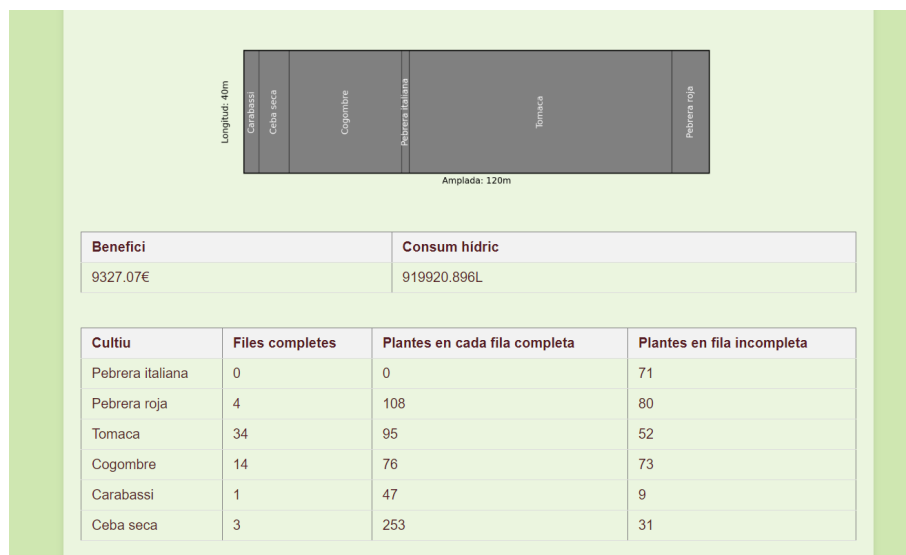 Longitud: 40m
Carabassi
Ceba seca
Cogombre
Pebrera italiana
Tomaca
Pebrera roja
Amplada: 120m
Benefici Consum hídric
9327.07€ 919920.896L
Cultiu Files completes Plantes en cada fila completa Plantes en fila incompleta
Pebrera italiana 0 0 71
Pebrera roja 4 108 80
Tomaca 34 95 52
Cogombre 14 76 73
Carabassi 1 47 9
Ceba seca 3 253 31